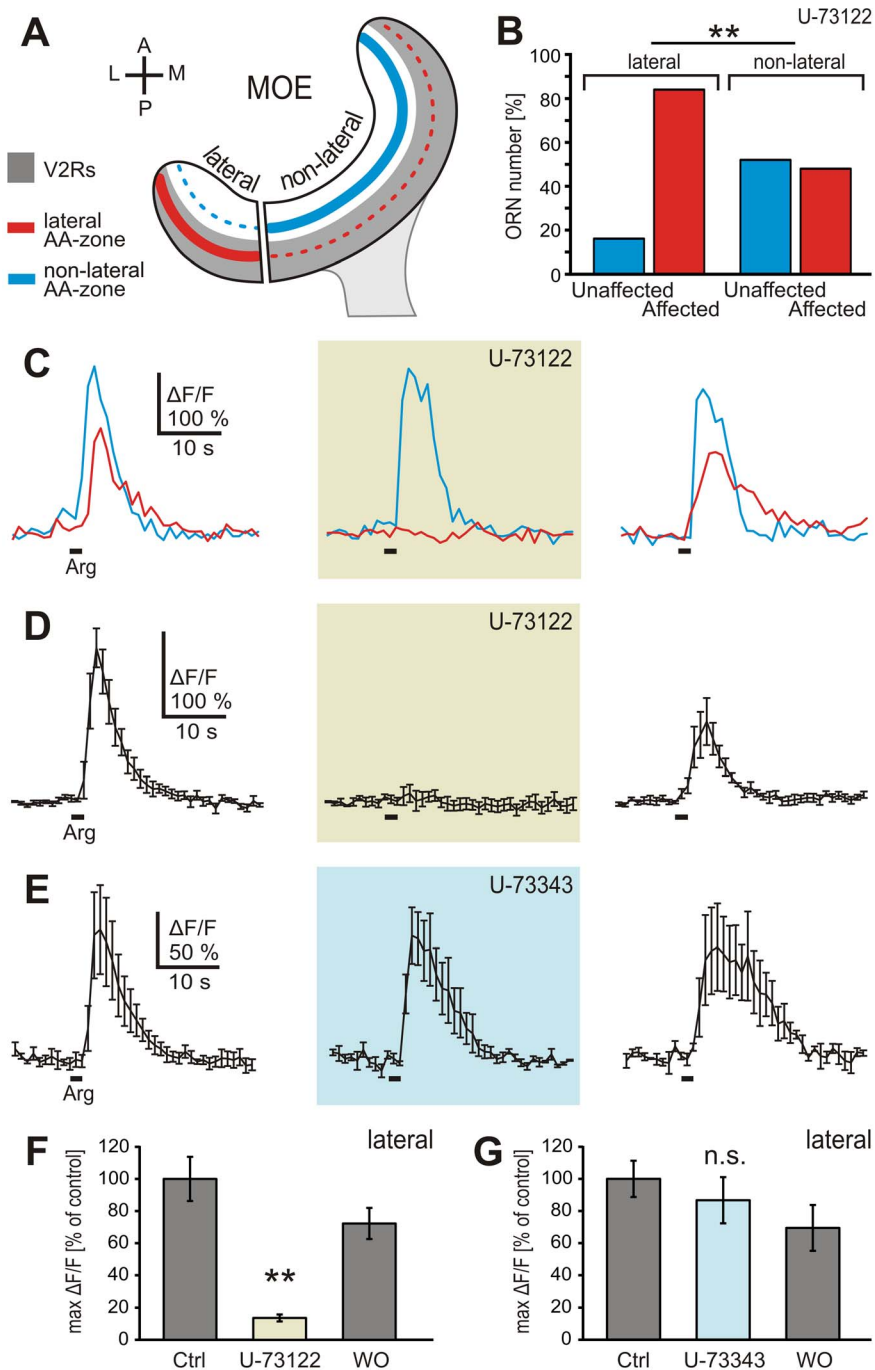 A
A
L M
P
MOE
lateral
non-lateral
V2Rs
lateral
AA-zone
non-lateral
AA-zone
B
U-73122
**
lateral
non-lateral
ORN number [%]
100
80
60
40
20
0
Unaffected
Affected
Unaffected
Affected
C
ΔF/F
100 %
10 s
Arg
U-73122
D
ΔF/F
100 %
10 s
Arg
U-73122
E
ΔF/F
50 %
10 s
Arg
U-73343
F
lateral
max ΔF/F [% of control]
120
100
80
60
40
20
0
**
Ctrl
U-73122
WO
G
lateral
max ΔF/F [% of control]
120
100
80
60
40
20
0
n.s.
Ctrl
U-73343
WO